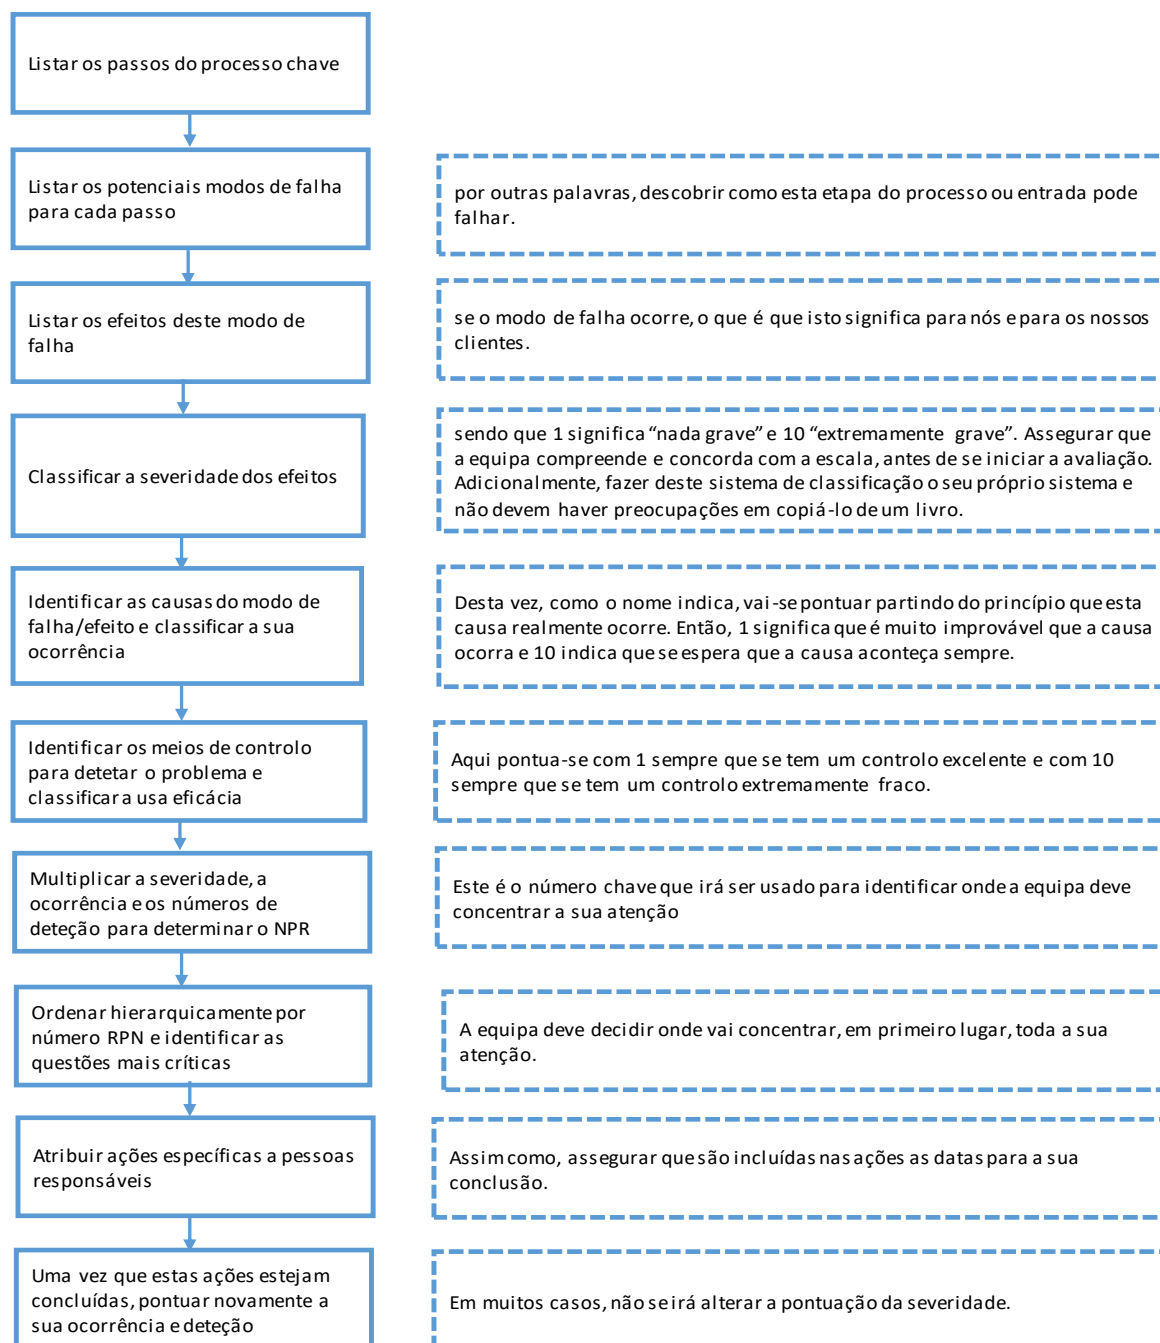 Listar os passos do processo chave
Listar os potenciais modos de falha
para cada passo
por outras palavras, descobrir como esta etapa do processo ou entrada pode
falhar.
Listar os efeitos deste modo de
falha
se o modo de falha ocorre, o que é que isto significa para nós e para os nossos
clientes.
Classificar a severidade dos efeitos
sendo que 1 significa “nada grave” e 10 “extremamente grave”. Assegurar que
a equipa compreende e concorda com a escala, antes de se iniciar a avaliação.
Adicionalmente, fazer deste sistema de classificação o seu próprio sistema e
não devem haver preocupações em copiá-lo de um livro.
Identificar as causas do modo de
falha/efeito e classificar a sua
ocorrência
Desta vez, como o nome indica, vai-se pontuar partindo do princípio que esta
causa realmente ocorre. Então, 1 significa que é muito improvável que a causa
ocorra e 10 indica que se espera que a causa aconteça sempre.
Identificar os meios de controlo
para detetar o problema e
classificar a usa eficácia
Aqui pontua-se com 1 sempre que se tem um controlo excelente e com 10
sempre que se tem um controlo extremamente fraco.
Multiplicar a severidade, a
ocorrência e os números de
deteção para determinar o NPR
Este é o número chave que irá ser usado para identificar onde a equipa deve
concentrar a sua atenção
Ordenar hierarquicamente por
número RPN e identificar as
questões mais críticas
A equipa deve decidir onde vai concentrar, em primeiro lugar, toda a sua
atenção.
Atribuir ações específicas a pessoas
responsáveis
Assim como, assegurar que são incluídas nas ações as datas para a sua
conclusão.
Uma vez que estas ações estejam
concluídas, pontuar novamente a
sua ocorrência e deteção
Em muitos casos, não se irá alterar a pontuação da severidade.